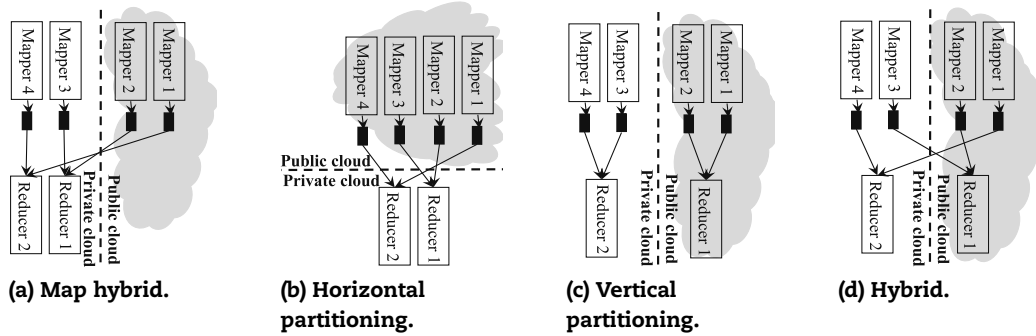 Mapper 4
Mapper 3
Mapper 2
Mapper 1
Reducer 2
Reducer 1
Private cloud
Public cloud
(a) Map hybrid.
Mapper 4
Mapper 3
Mapper 2
Mapper 1
Public cloud
Private cloud
Reducer 2
Reducer 1
(b) Horizontal
partitioning.
Mapper 4
Mapper 3
Mapper 2
Mapper 1
Reducer 2
Private cloud
Public cloud
Reducer 1
(c) Vertical
partitioning.
Mapper 4
Mapper 3
Mapper 2
Mapper 1
Reducer 2
Private cloud
Public cloud
Reducer 1
(d) Hybrid.